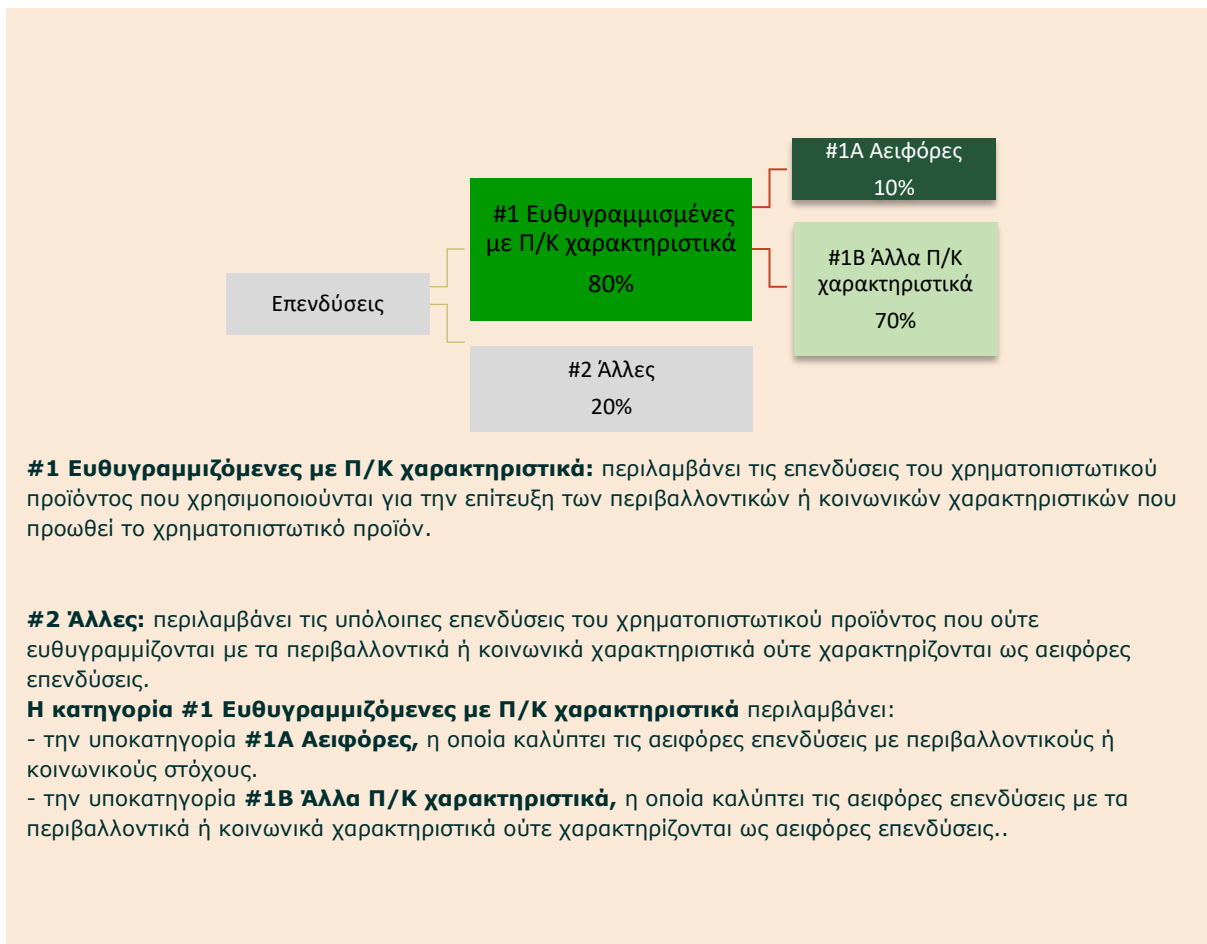 #1A Αειφόρες
10%
#1 Ευθυγραμμισμένες
με Π/Κ χαρακτηριστικά
80%
#1B Άλλα Π/Κ
χαρακτηριστικά
70%
Επενδύσεις
#2 Άλλες
20%
#1 Ευθυγραμμιζόμενες με Π/Κ χαρακτηριστικά: περιλαμβάνει τις επενδύσεις του χρηματοπιστωτικού
προϊόντος που χρησιμοποιούνται για την επίτευξη των περιβαλλοντικών ή κοινωνικών χαρακτηριστικών που
προωθεί το χρηματοπιστωτικό προϊόν.
#2 Άλλες: περιλαμβάνει τις υπόλοιπες επενδύσεις του χρηματοπιστωτικού προϊόντος που ούτε
ευθυγραμμίζονται με τα περιβαλλοντικά ή κοινωνικά χαρακτηριστικά ούτε χαρακτηρίζονται ως αειφόρες
επενδύσεις.
Η κατηγορία #1 Ευθυγραμμιζόμενες με Π/Κ χαρακτηριστικά περιλαμβάνει:
- την υποκατηγορία #1A Αειφόρες, η οποία καλύπτει τις αειφόρες επενδύσεις με περιβαλλοντικούς ή
κοινωνικούς στόχους.
- την υποκατηγορία #1B Άλλα Π/Κ χαρακτηριστικά, η οποία καλύπτει τις αειφόρες επενδύσεις με τα
περιβαλλοντικά ή κοινωνικά χαρακτηριστικά ούτε χαρακτηρίζονται ως αειφόρες επενδύσεις..